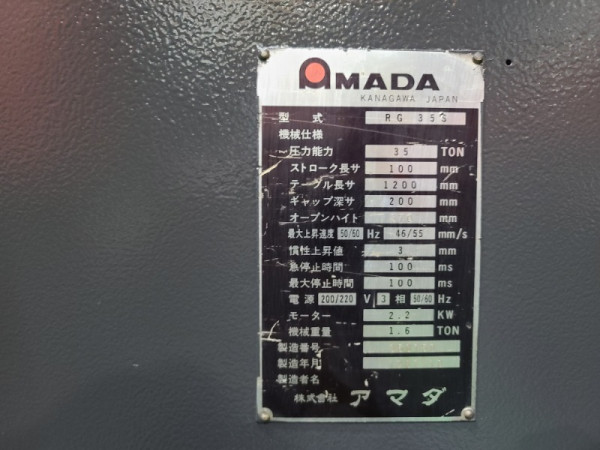 AMADA
KANAGAWA JAPAN
型式 RG 35S
機械仕様
圧力能力 35 TON
ストローク長サ 100 mm
テーブル長サ 1200 mm
ギャップ深サ 200 mm
オープンハイト mm
最大上昇速度 50/60 Hz 46/55 mm/s
慣性上昇値 3 mm
急停止時間 100 ms
最大停止時間 100 ms
電源 200/220 V 3 相 50/60 Hz
モーター 2.2 KW
機械重量 1.6 TON
製造番号
製造年月
製造者名
株式会社 アマダ